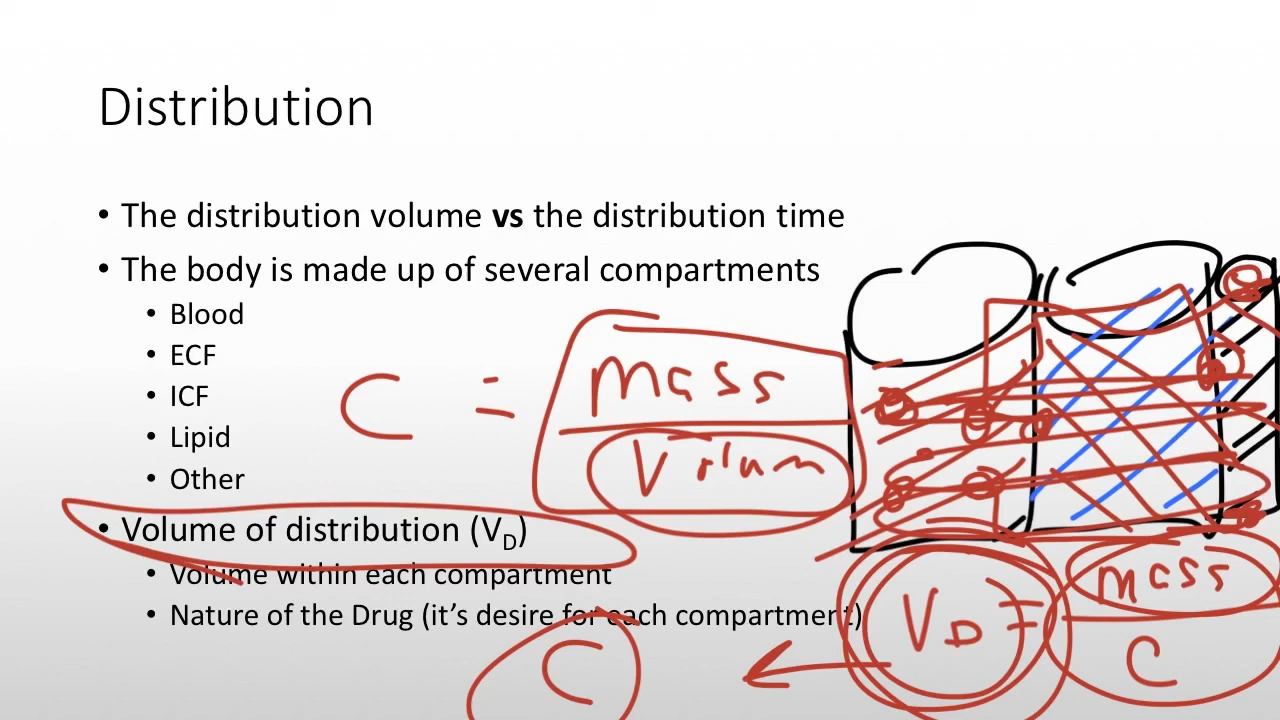 Distribution
• The distribution volume vs the distribution time
• The body is made up of several compartments
• Blood
• ECF
• ICF
• Lipid
• Other
• Volume of distribution (VD)
• Volume within each compartment
• Nature of the Drug (it's desire for each compartment)
C = mass
Volum
VD = mass
C
C